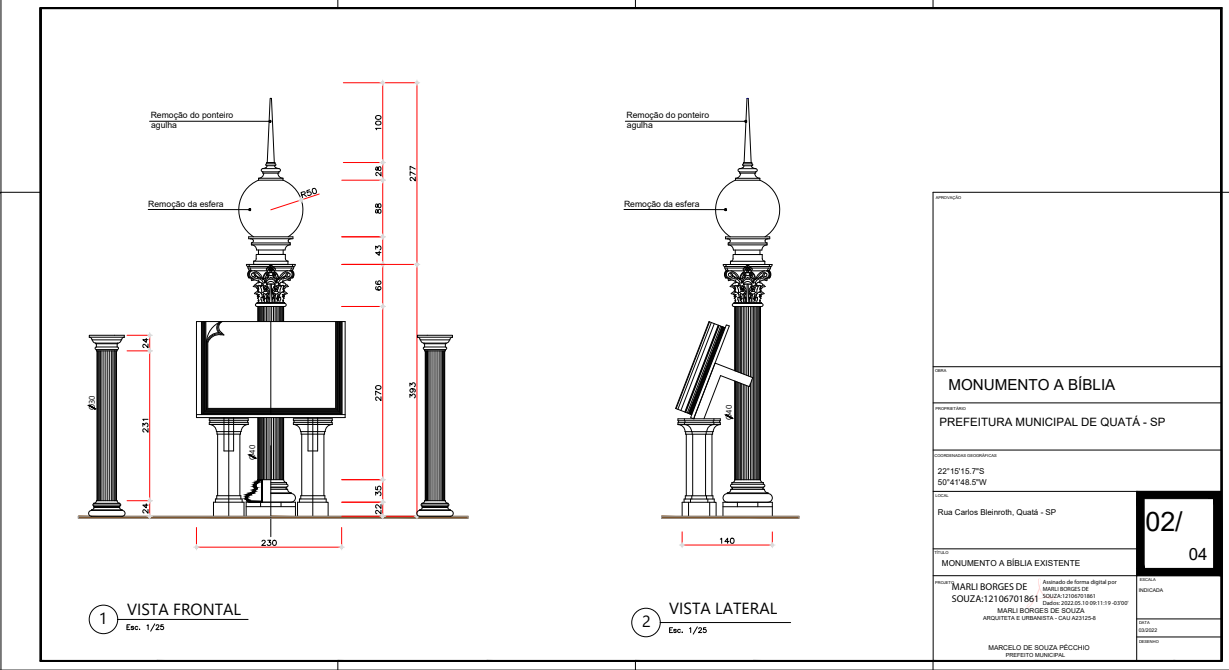 Remoção do ponteiro
agulha
Remoção da esfera
R50
100
28
88
43
277
66
270
393
35
22
24
231
24
Ø30
Ø40
230
1
VISTA FRONTAL
Esc. 1/25
Remoção do ponteiro
agulha
Remoção da esfera
Ø40
140
2
VISTA LATERAL
Esc. 1/25
APROVAÇÃO
OBRA
MONUMENTO A BÍBLIA
PROPRIETÁRIO
PREFEITURA MUNICIPAL DE QUATÁ - SP
COORDENADAS GEOGRÁFICAS
22°15'15.7"S
50°41'48.5"W
LOCAL
Rua Carlos Bleinroth, Quatá - SP
02/
04
TÍTULO
MONUMENTO A BÍBLIA EXISTENTE
PROJETO
MARLI BORGES DE
SOUZA:12106701861
Assinado de forma digital por
MARLI BORGES DE
SOUZA:12106701861
Dados: 2022.05.10 09:11:19 -03'00'
MARLI BORGES DE SOUZA
ARQUITETA E URBANISTA - CAU A23125-8
MARCELO DE SOUZA PÉCCHIO
PREFEITO MUNICIPAL
ESCALA
INDICADA
DATA
03/2022
DESENHO